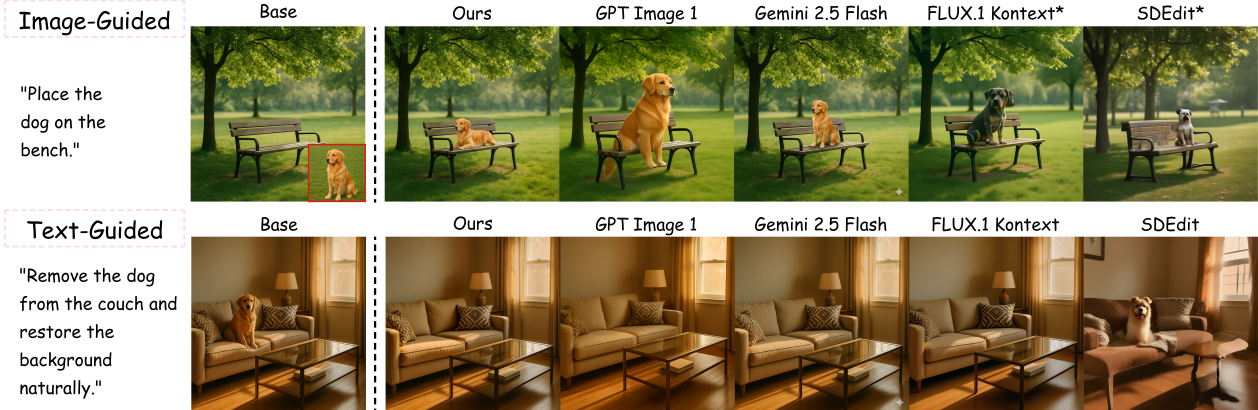 Image-Guided
Base
Ours
GPT Image 1
Gemini 2.5 Flash
FLUX.1 Kontext*
SDEdit*
"Place the
dog on the
bench."
Text-Guided
Base
Ours
GPT Image 1
Gemini 2.5 Flash
FLUX.1 Kontext
SDEdit
"Remove the dog
from the couch and
restore the
background
naturally."